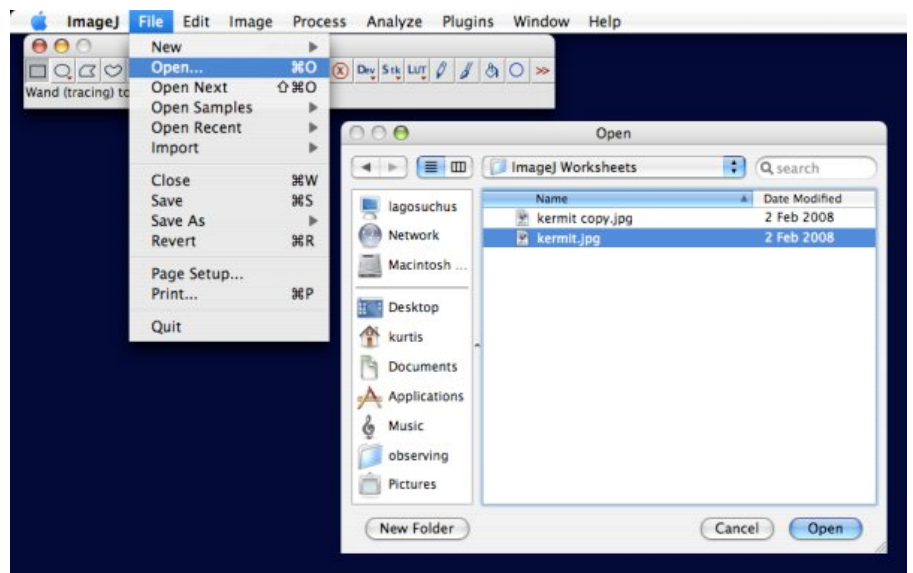 ImageJ File Edit Image Process Analyze Plugins Window Help
New
Open... ⌘O
Open Next ⇧⌘O
Open Samples
Open Recent
Import
Close ⌘W
Save ⌘S
Save As
Revert ⌘R
Page Setup...
Print... ⌘P
Quit
Dev Stk LUT >>
Wand (tracing) to
Open
ImageJ Worksheets
search
Name Date Modified
kermit copy.jpg 2 Feb 2008
kermit.jpg 2 Feb 2008
lagosuchus
Network
Macintosh ...
Desktop
kurtis
Documents
Applications
Music
observing
Pictures
New Folder Cancel Open